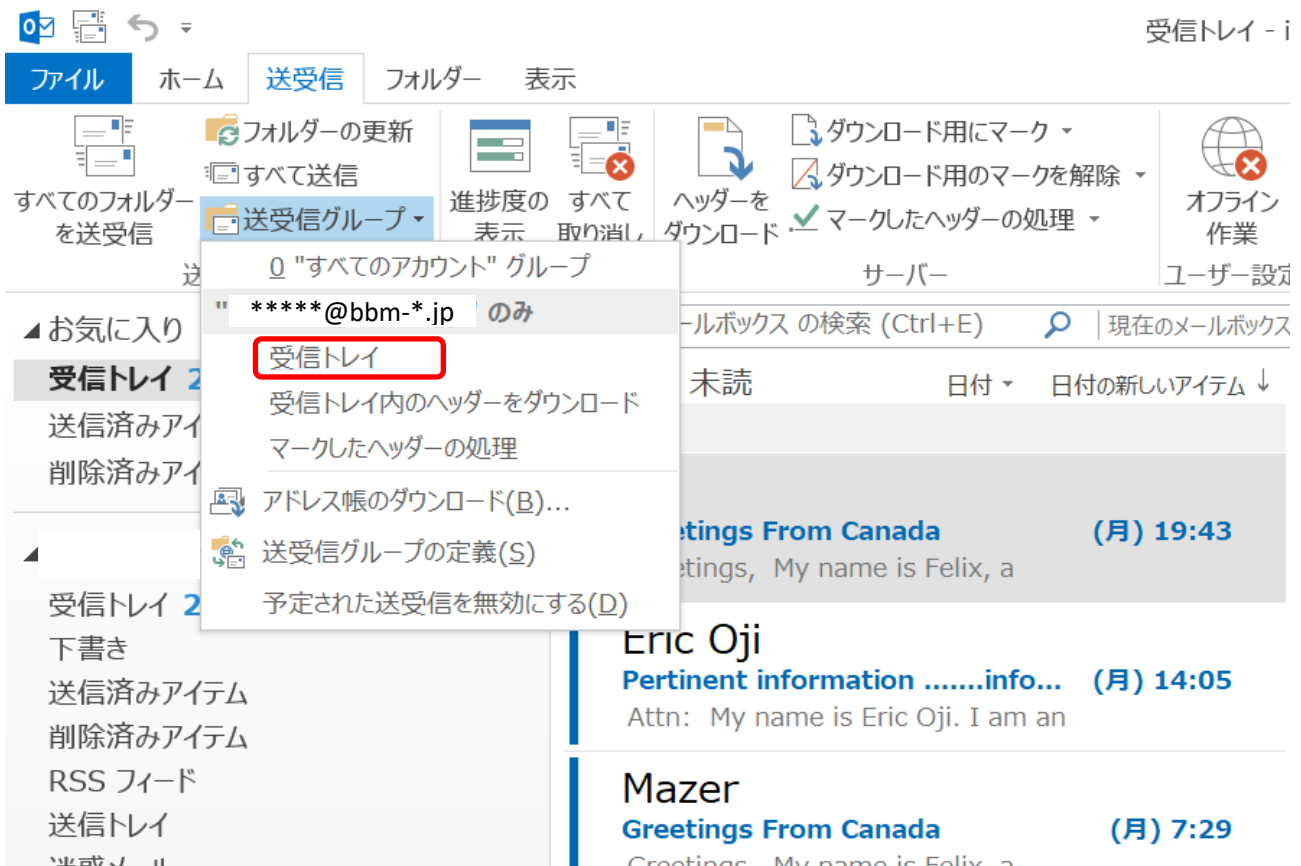 受信トレイ - i
ファイル ホーム 送受信 フォルダー 表示
すべてのフォルダー
を送受信
フォルダーの更新
すべて送信
送受信グループ
進捗度の
表示
すべて
取り消し
ヘッダーを
ダウンロード
ダウンロード用にマーク
ダウンロード用のマークを解除
マークしたヘッダーの処理
サーバー
オフライン
作業
ユーザー設定
0 "すべてのアカウント" グループ
" *****@bbm-*.jp のみ
受信トレイ
受信トレイ内のヘッダーをダウンロード
マークしたヘッダーの処理
アドレス帳のダウンロード(B)...
送受信グループの定義(S)
予定された送受信を無効にする(D)
お気に入り
受信トレイ 2
送信済みアイ
削除済みアイ
受信トレイ 2
下書き
送信済みアイテム
削除済みアイテム
RSS フィード
送信トレイ
迷惑メール
ールボックス の検索 (Ctrl+E) 現在のメールボックス
未読 日付 日付の新しいアイテム ↓
etings From Canada (月) 19:43
etings, My name is Felix, a
Eric Oji
Pertinent information .......info... (月) 14:05
Attn: My name is Eric Oji. I am an
Mazer
Greetings From Canada (月) 7:29
Greetings, My name is Felix, a